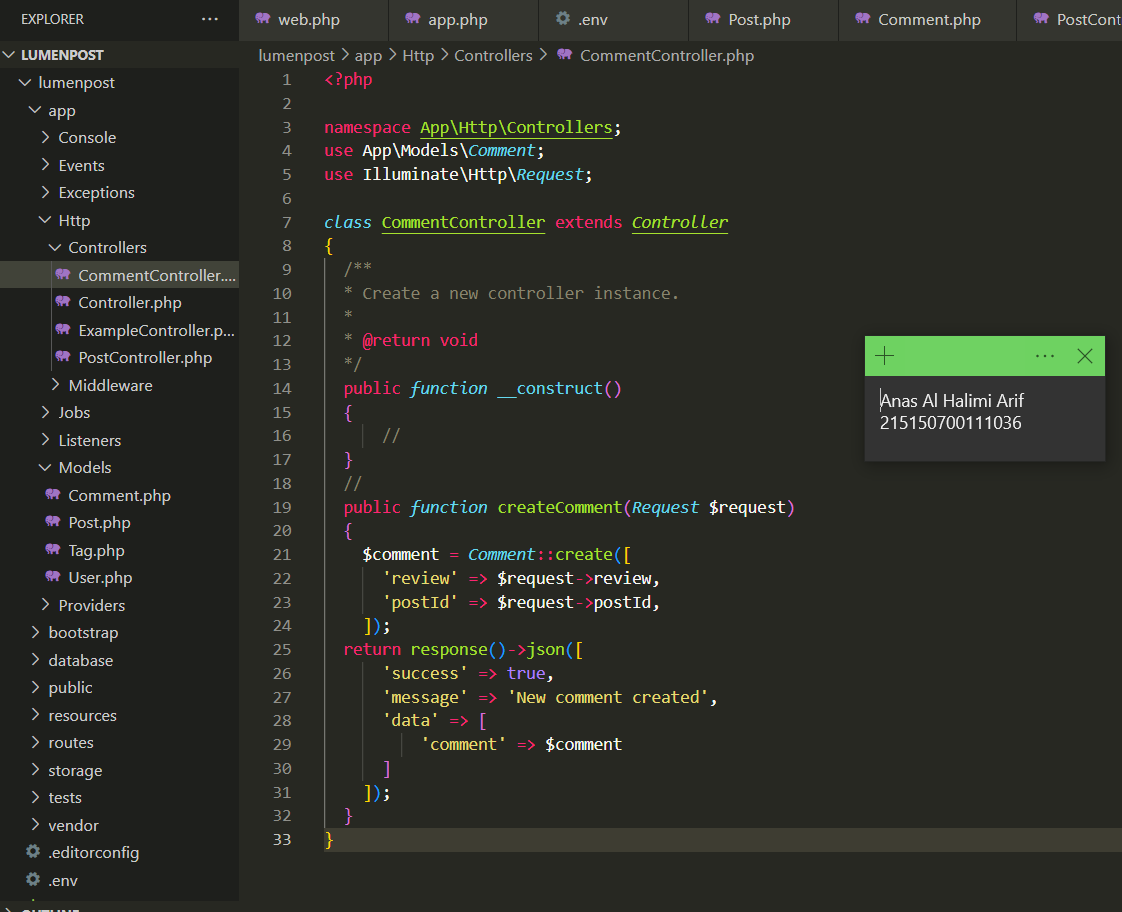 EXPLORER ...
LUMENPOST
lumenpost
app
Console
Events
Exceptions
Http
Controllers
CommentController....
Controller.php
ExampleController.p...
PostController.php
Middleware
Jobs
Listeners
Models
Comment.php
Post.php
Tag.php
User.php
Providers
bootstrap
database
public
resources
routes
storage
tests
vendor
.editorconfig
.env
OUTLINE
web.php app.php .env Post.php Comment.php PostCont
lumenpost > app > Http > Controllers > CommentController.php
1 <?php
2
3 namespace App\Http\Controllers;
4 use App\Models\Comment;
5 use Illuminate\Http\Request;
6
7 class CommentController extends Controller
8 {
9 /**
10 * Create a new controller instance.
11 *
12 * @return void
13 */
14 public function __construct()
15 {
16 //
17 }
18 //
19 public function createComment(Request $request)
20 {
21 $comment = Comment::create([
22 'review' => $request->review,
23 'postId' => $request->postId,
24 ]);
25 return response()->json([
26 'success' => true,
27 'message' => 'New comment created',
28 'data' => [
29 'comment' => $comment
30 ]
31 ]);
32 }
33 }
Anas Al Halimi Arif
215150700111036